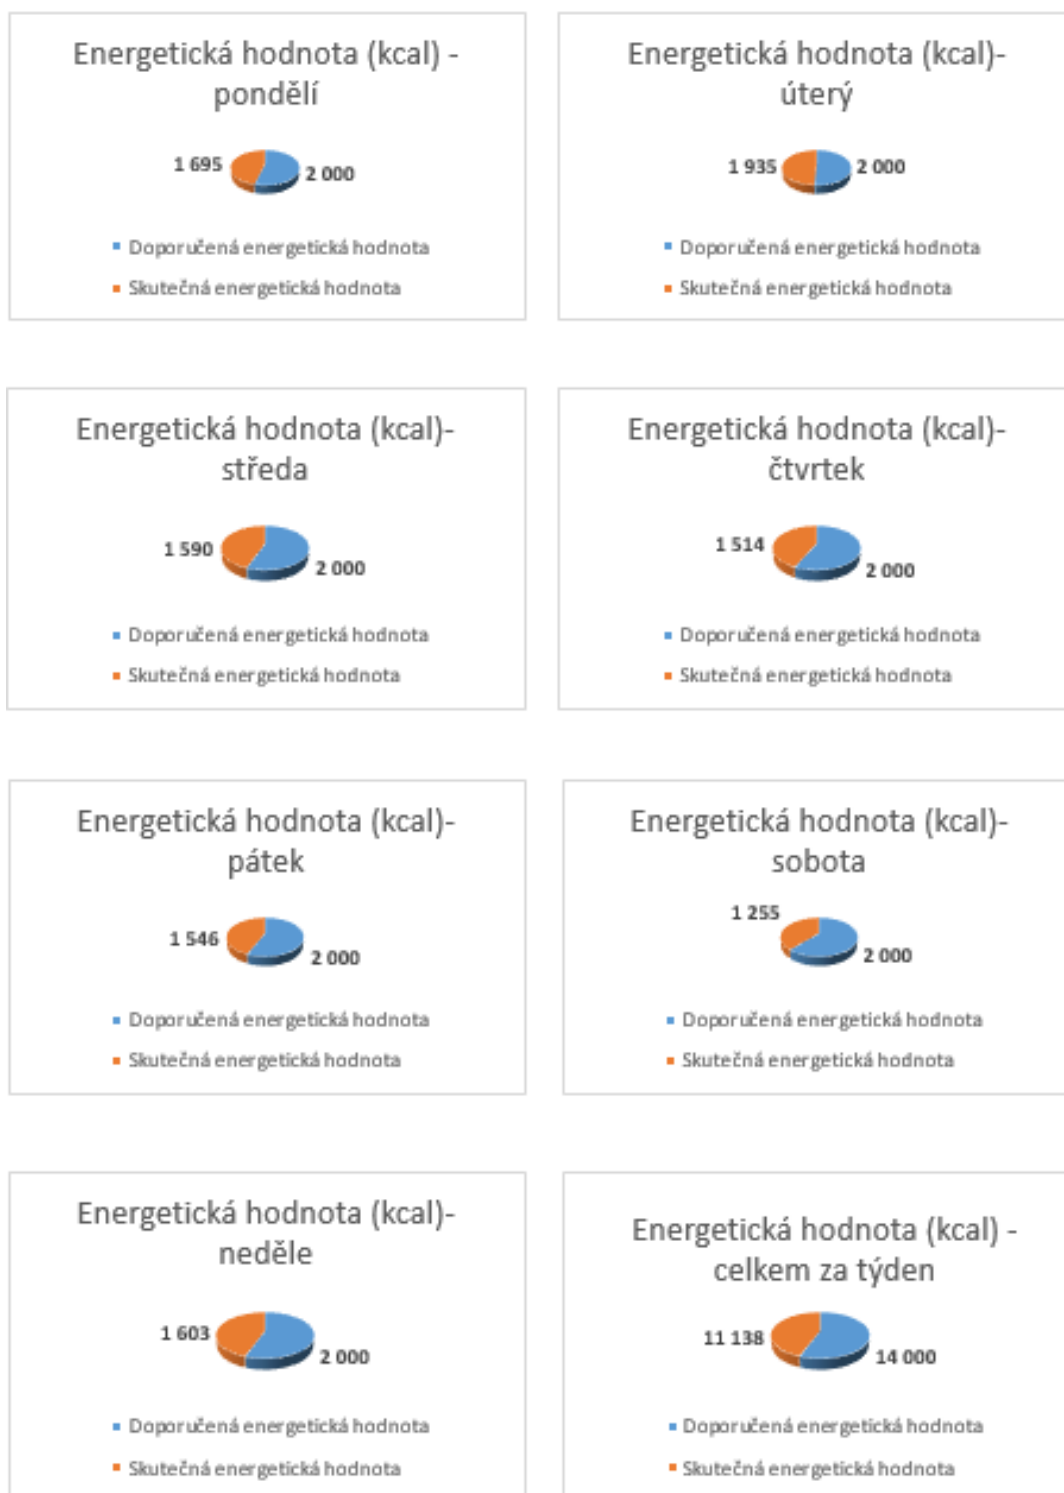 Energetická hodnota (kcal) -
pondělí
1 695
2 000
Doporučená energetická hodnota
Skutečná energetická hodnota
Energetická hodnota (kcal)-
úterý
1 935
2 000
Doporučená energetická hodnota
Skutečná energetická hodnota
Energetická hodnota (kcal)-
středa
1 590
2 000
Doporučená energetická hodnota
Skutečná energetická hodnota
Energetická hodnota (kcal)-
čtvrtek
1 514
2 000
Doporučená energetická hodnota
Skutečná energetická hodnota
Energetická hodnota (kcal)-
pátek
1 546
2 000
Doporučená energetická hodnota
Skutečná energetická hodnota
Energetická hodnota (kcal)-
sobota
1 255
2 000
Doporučená energetická hodnota
Skutečná energetická hodnota
Energetická hodnota (kcal)-
neděle
1 603
2 000
Doporučená energetická hodnota
Skutečná energetická hodnota
Energetická hodnota (kcal) -
celkem za týden
11 138
14 000
Doporučená energetická hodnota
Skutečná energetická hodnota